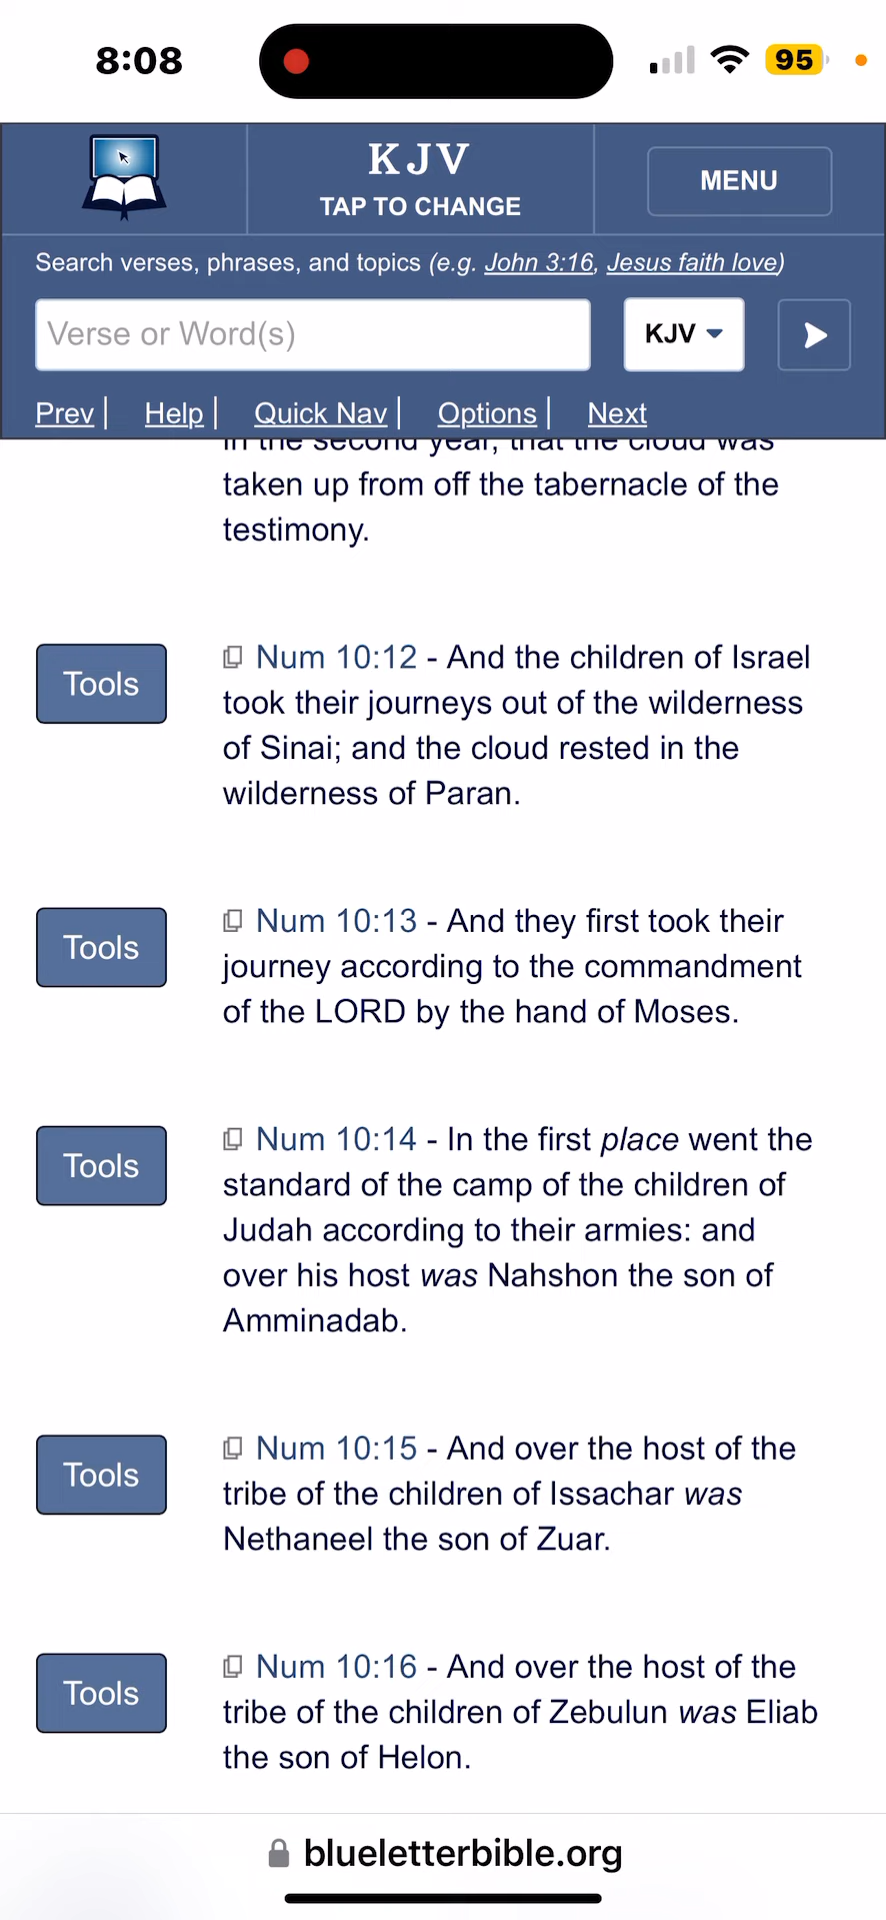 8:08
95
KJV
TAP TO CHANGE
MENU
Search verses, phrases, and topics (e.g. John 3:16, Jesus faith love)
Verse or Word(s)
KJV
Prev| Help| Quick Nav| Options| Next
in the second year, that the cloud was
taken up from off the tabernacle of the
testimony.
Tools
Num 10:12 - And the children of Israel
took their journeys out of the wilderness
of Sinai; and the cloud rested in the
wilderness of Paran.
Tools
Num 10:13 - And they first took their
journey according to the commandment
of the LORD by the hand of Moses.
Tools
Num 10:14 - In the first place went the
standard of the camp of the children of
Judah according to their armies: and
over his host was Nahshon the son of
Amminadab.
Tools
Num 10:15 - And over the host of the
tribe of the children of Issachar was
Nethaneel the son of Zuar.
Tools
Num 10:16 - And over the host of the
tribe of the children of Zebulun was Eliab
the son of Helon.
blueletterbible.org